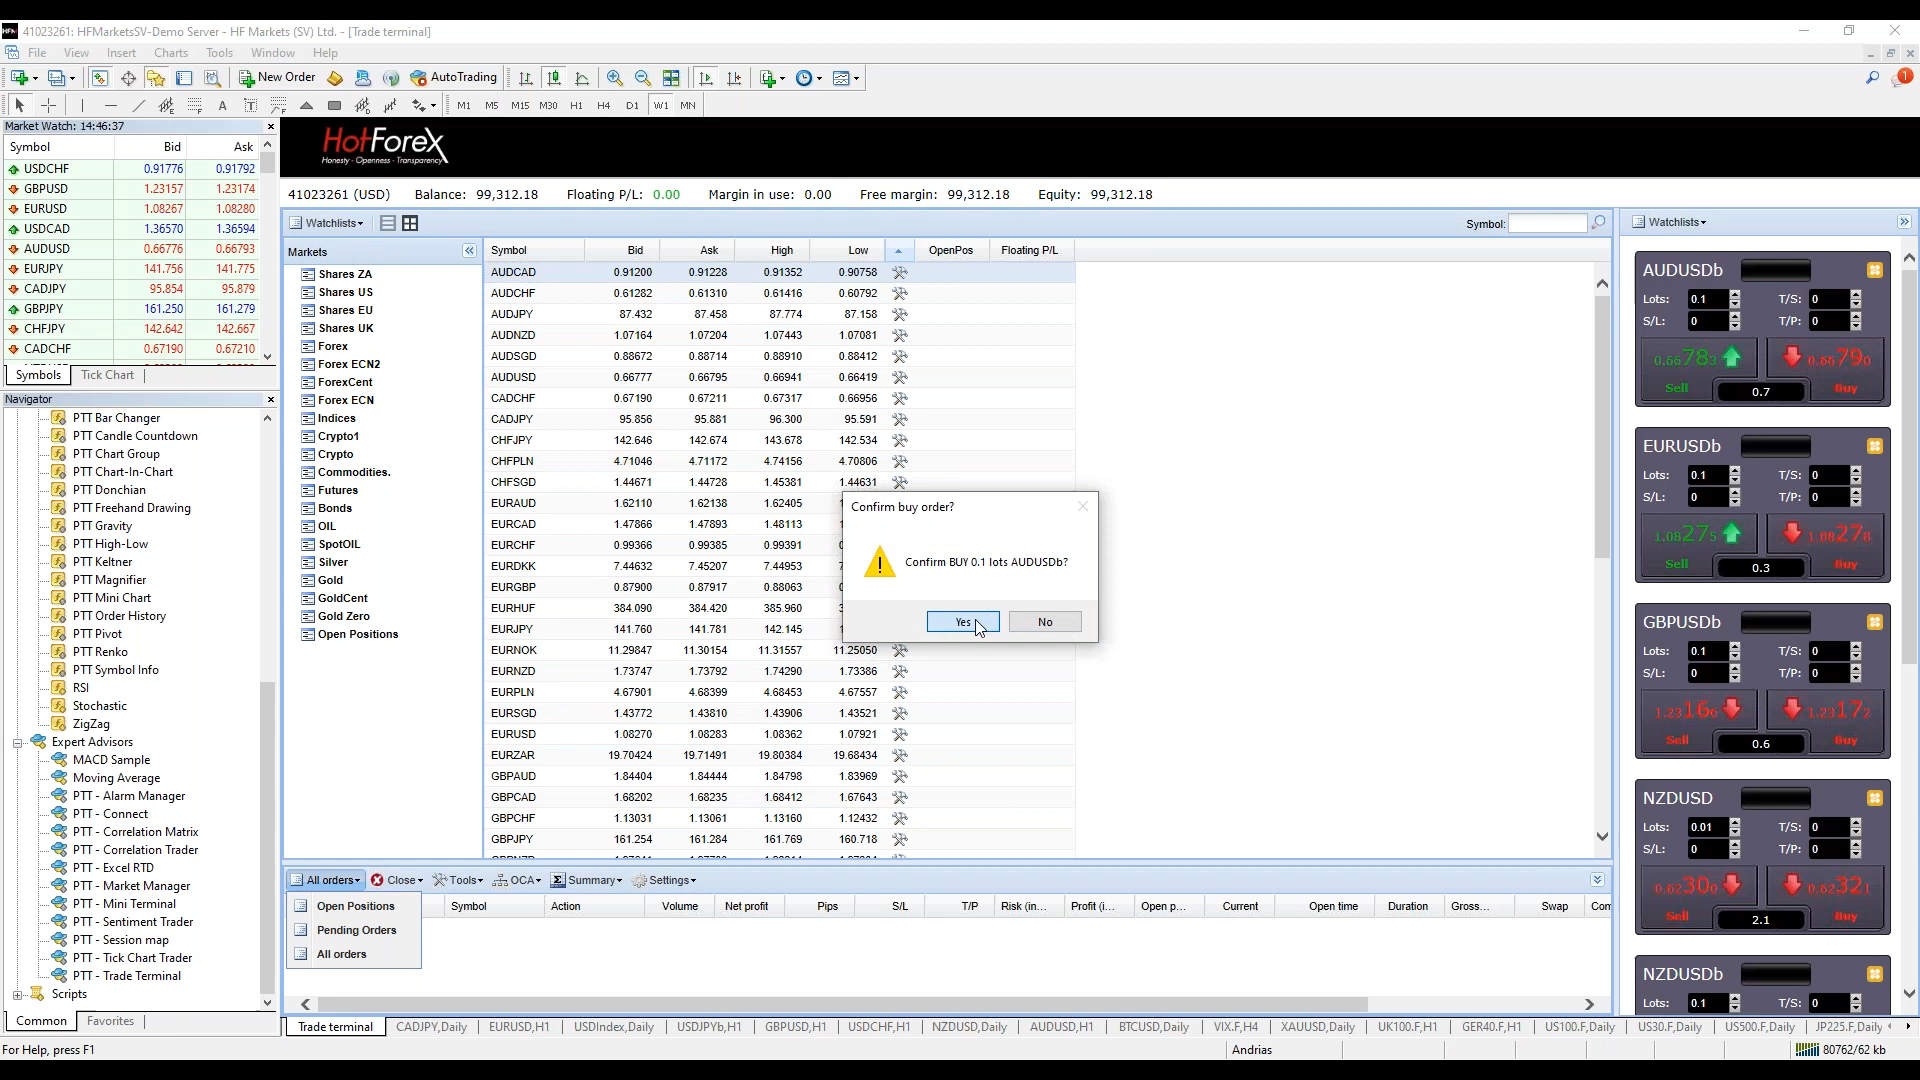 41023261: HFMarketsSV-Demo Server - HF Markets (SV) Ltd. - [Trade terminal]
File View Insert Charts Tools Window Help
New Order AutoTrading 1
A T M1 M5 M15 M30 H1 H4 D1 W1 MN
Market Watch: 14:46:37
Symbol Bid Ask
USDCHF 0.91776 0.91792
GBPUSD 1.23157 1.23174
EURUSD 1.08267 1.08280
USDCAD 1.36570 1.36594
AUDUSD 0.66776 0.66793
EURJPY 141.756 141.775
CADJPY 95.854 95.879
GBPJPY 161.250 161.279
CHFJPY 142.642 142.667
CADCHF 0.67190 0.67210
Symbols Tick Chart
Navigator
PTT Bar Changer
PTT Candle Countdown
PTT Chart Group
PTT Chart-In-Chart
PTT Donchian
PTT Freehand Drawing
PTT Gravity
PTT High-Low
PTT Keltner
PTT Magnifier
PTT Mini Chart
PTT Order History
PTT Pivot
PTT Renko
PTT Symbol Info
RSI
Stochastic
ZigZag
Expert Advisors
MACD Sample
Moving Average
PTT - Alarm Manager
PTT - Connect
PTT - Correlation Matrix
PTT - Correlation Trader
PTT - Excel RTD
PTT - Market Manager
PTT - Mini Terminal
PTT - Sentiment Trader
PTT - Session map
PTT - Tick Chart Trader
PTT - Trade Terminal
Scripts
Common Favorites
HotForeX
Honesty - Openness - Transparency
41023261 (USD) Balance: 99,312.18 Floating P/L: 0.00 Margin in use: 0.00 Free margin: 99,312.18 Equity: 99,312.18
Watchlists Symbol:
Markets
Shares ZA
Shares US
Shares EU
Shares UK
Forex
Forex ECN2
ForexCent
Forex ECN
Indices
Crypto1
Crypto
Commodities.
Futures
Bonds
OIL
SpotOIL
Silver
Gold
GoldCent
Gold Zero
Open Positions
Symbol Bid Ask High Low OpenPos Floating P/L
AUDCAD 0.91200 0.91228 0.91352 0.90758
AUDCHF 0.61282 0.61310 0.61416 0.60792
AUDJPY 87.432 87.458 87.774 87.158
AUDNZD 1.07164 1.07204 1.07443 1.07081
AUDSGD 0.88672 0.88714 0.88910 0.88412
AUDUSD 0.66777 0.66795 0.66941 0.66419
CADCHF 0.67190 0.67211 0.67317 0.66956
CADJPY 95.856 95.881 96.300 95.591
CHFJPY 142.646 142.674 143.678 142.534
CHFPLN 4.71046 4.71172 4.74156 4.70806
CHFSGD 1.44671 1.44728 1.45381 1.44631
EURAUD 1.62110 1.62138 1.62405
EURCAD 1.47866 1.47893 1.48113
EURCHF 0.99366 0.99385 0.99391
EURDKK 7.44632 7.45207 7.44953
EURGBP 0.87900 0.87917 0.88063
EURHUF 384.090 384.420 385.960
EURJPY 141.760 141.781 142.145
EURNOK 11.29847 11.30154 11.31557 11.25050
EURNZD 1.73747 1.73792 1.74290 1.73386
EURPLN 4.67901 4.68399 4.68453 4.67557
EURSGD 1.43772 1.43810 1.43906 1.43521
EURUSD 1.08270 1.08283 1.08362 1.07921
EURZAR 19.70424 19.71491 19.80384 19.68434
GBPAUD 1.84404 1.84444 1.84798 1.83969
GBPCAD 1.68202 1.68235 1.68412 1.67643
GBPCHF 1.13031 1.13061 1.13160 1.12432
GBPJPY 161.254 161.284 161.769 160.718
Confirm buy order?
Confirm BUY 0.1 lots AUDUSDb?
Yes No
All orders Close Tools OCA Summary Settings
Open Positions
Pending Orders
All orders
Symbol Action Volume Net profit Pips S/L T/P Risk (in... Profit (i... Open p... Current Open time Duration Gross... Swap Com
Watchlists
AUDUSDb
Lots: 0.1 T/S: 0
S/L: 0 T/P: 0
0.66783 0.66790
Sell 0.7 Buy
EURUSDb
Lots: 0.1 T/S: 0
S/L: 0 T/P: 0
1.08275 1.08278
Sell 0.3 Buy
GBPUSDb
Lots: 0.1 T/S: 0
S/L: 0 T/P: 0
1.23166 1.23172
Sell 0.6 Buy
NZDUSD
Lots: 0.01 T/S: 0
S/L: 0 T/P: 0
0.62300 0.62321
Sell 2.1 Buy
NZDUSDb
Lots: 0.1 T/S: 0
Trade terminal CADJPY,Daily EURUSD,H1 USDIndex,Daily USDJPYb,H1 GBPUSD,H1 USDCHF,H1 NZDUSD,Daily AUDUSD,H1 BTCUSD,Daily VIX.F,H4 XAUUSD,Daily UK100.F,H1 GER40.F,H1 US100.F,Daily US30.F,Daily US500.F,Daily JP225.F,Daily
For Help, press F1 Andrias 80762/62 kb